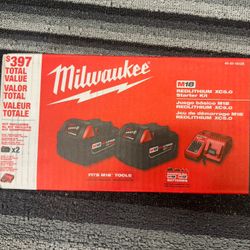 $397
TOTAL
VALUE
VALOR
TOTAL
VALEUR
TOTALE
x2
Milwaukee
M18
REDLITHIUM XC5.0
Starter Kit
Juego básico M18
REDLITHIUM XC5.0
Jeu de démarrage M18
REDLITHIUM XC5.0
FITS M18 TOOLS